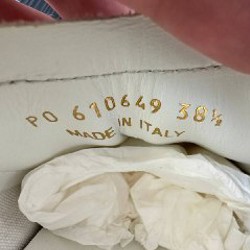 PO 610649 38½
MADE IN ITALY